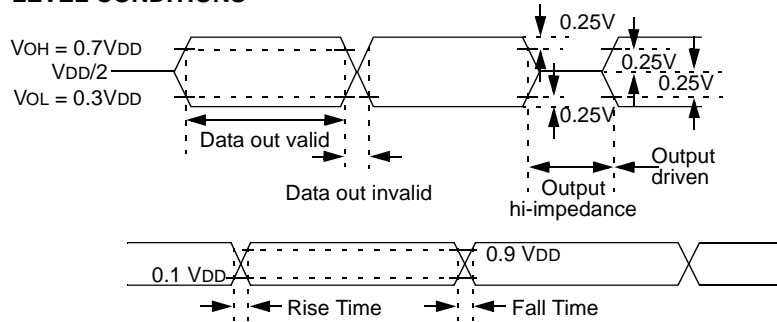 LEVEL CONDITIONS
0.25V
VOH = 0.7VDD
VDD/2
VOL = 0.3VDD
0.25V
0.25V
0.25V
Data out valid
Data out invalid
Output
hi-impedance
Output
driven
0.9 VDD
0.1 VDD
Rise Time
Fall Time